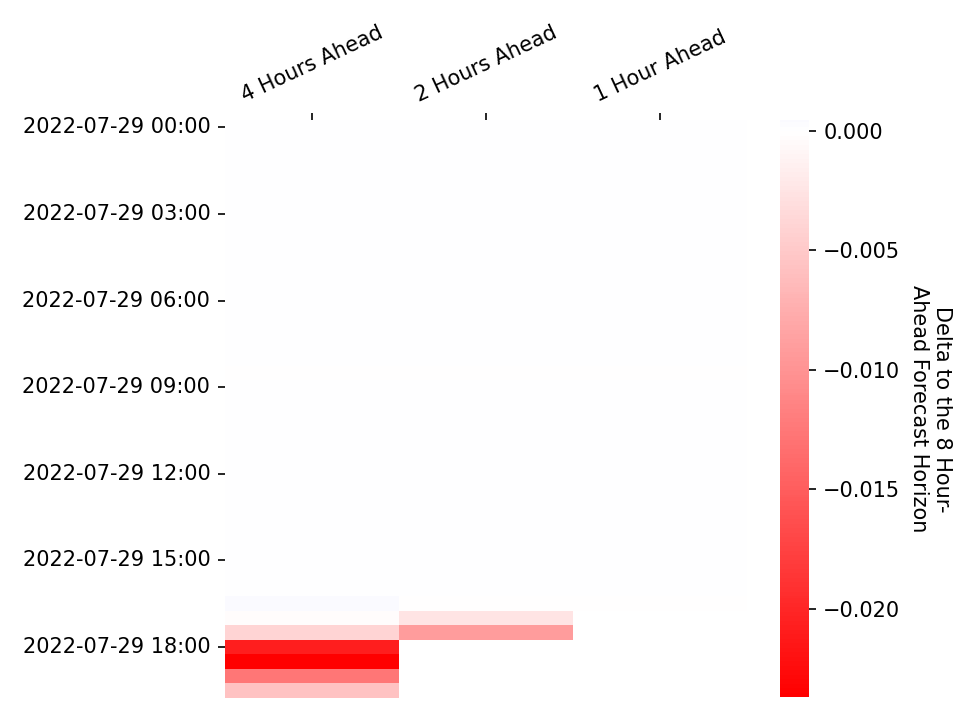 4 Hours Ahead
2 Hours Ahead
1 Hour Ahead
2022-07-29 00:00
2022-07-29 03:00
2022-07-29 06:00
2022-07-29 09:00
2022-07-29 12:00
2022-07-29 15:00
2022-07-29 18:00
0.000
−0.005
−0.010
−0.015
−0.020
Delta to the 8 Hour-
Ahead Forecast Horizon